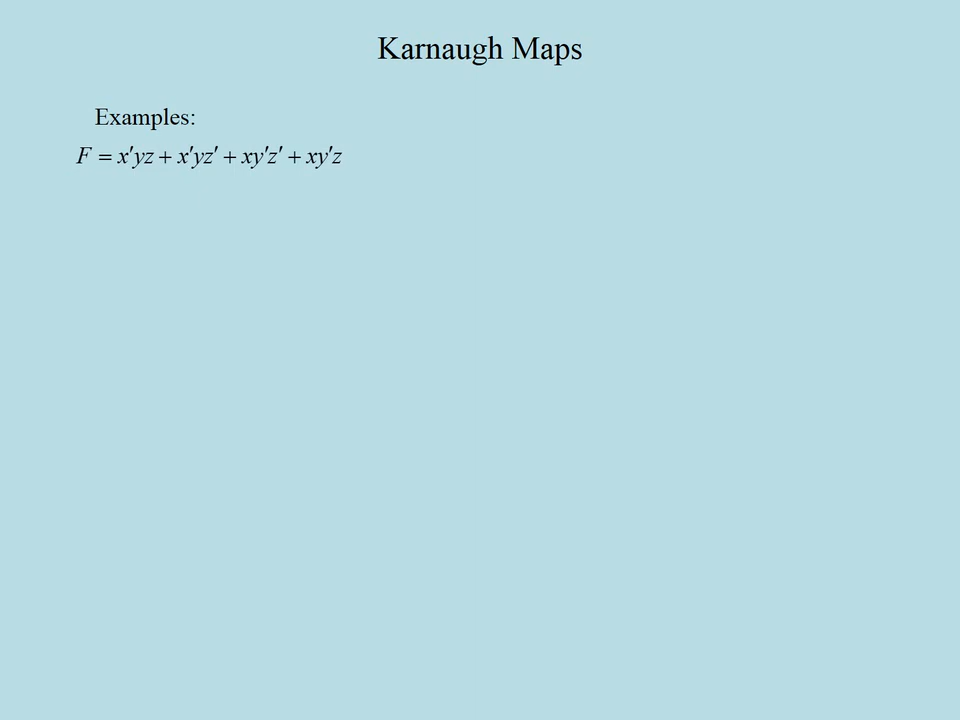 Karnaugh Maps
Examples:
F = x′yz + x′yz′ + xy′z′ + xy′z